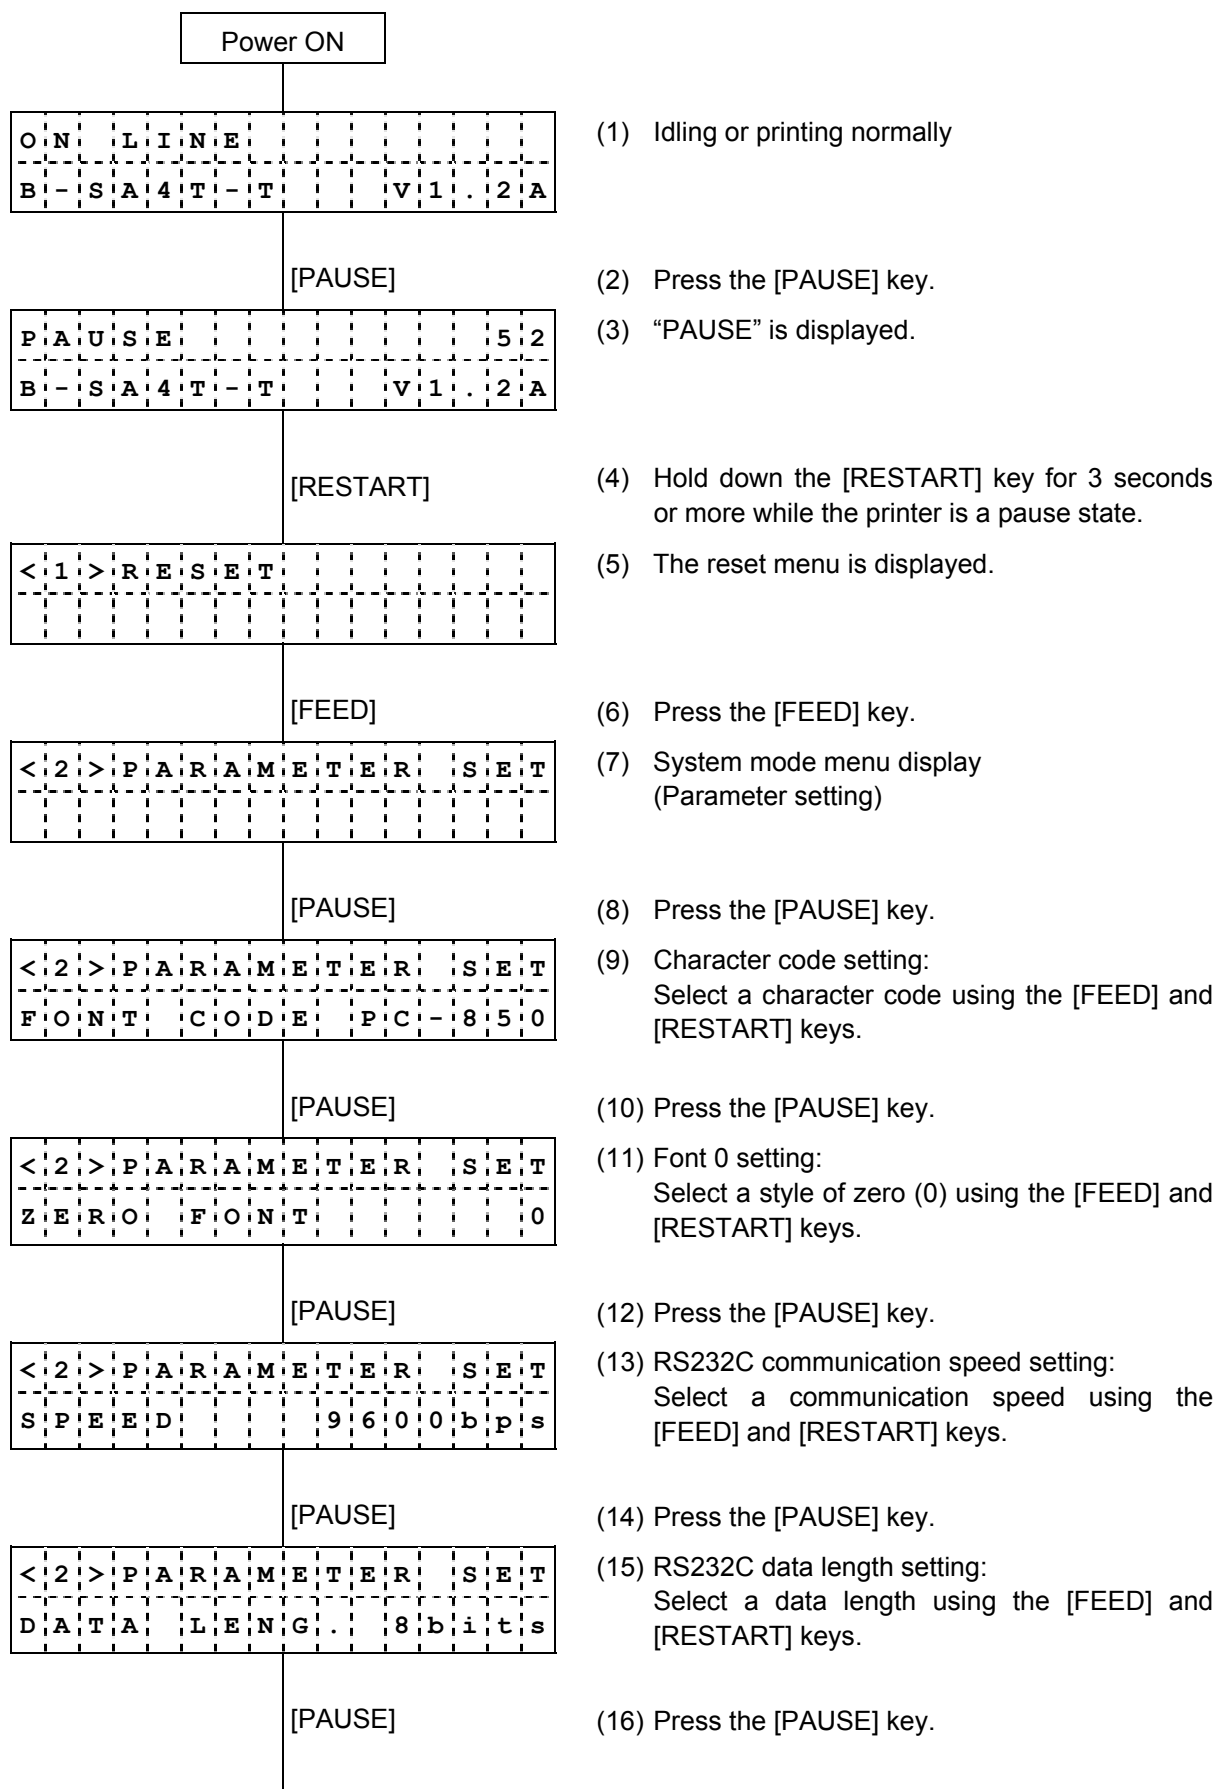 Power ON
ON LINE
B-SA4T-T   V1.2A
(1) Idling or printing normally
[PAUSE]
(2) Press the [PAUSE] key.
PAUSE         52
B-SA4T-T   V1.2A
(3) “PAUSE” is displayed.
[RESTART]
(4) Hold down the [RESTART] key for 3 seconds
or more while the printer is a pause state.
<1>RESET
(5) The reset menu is displayed.
[FEED]
(6) Press the [FEED] key.
<2>PARAMETER SET
(7) System mode menu display
(Parameter setting)
[PAUSE]
(8) Press the [PAUSE] key.
<2>PARAMETER SET
FONT CODE PC-850
(9) Character code setting:
Select a character code using the [FEED] and
[RESTART] keys.
[PAUSE]
(10) Press the [PAUSE] key.
<2>PARAMETER SET
ZERO FONT      0
(11) Font 0 setting:
Select a style of zero (0) using the [FEED] and
[RESTART] keys.
[PAUSE]
(12) Press the [PAUSE] key.
<2>PARAMETER SET
SPEED    9600bps
(13) RS232C communication speed setting:
Select a communication speed using the
[FEED] and [RESTART] keys.
[PAUSE]
(14) Press the [PAUSE] key.
<2>PARAMETER SET
DATA LENG. 8bits
(15) RS232C data length setting:
Select a data length using the [FEED] and
[RESTART] keys.
[PAUSE]
(16) Press the [PAUSE] key.